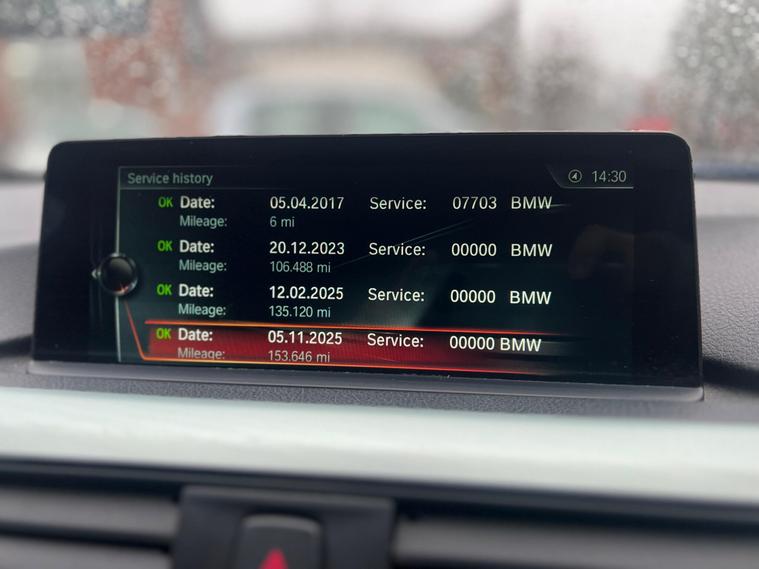 Service history
14:30
OK Date: 05.04.2017 Service: 07703 BMW
Mileage: 6 mi
OK Date: 20.12.2023 Service: 00000 BMW
Mileage: 106.488 mi
OK Date: 12.02.2025 Service: 00000 BMW
Mileage: 135.120 mi
OK Date: 05.11.2025 Service: 00000 BMW
Mileage: 153.646 mi